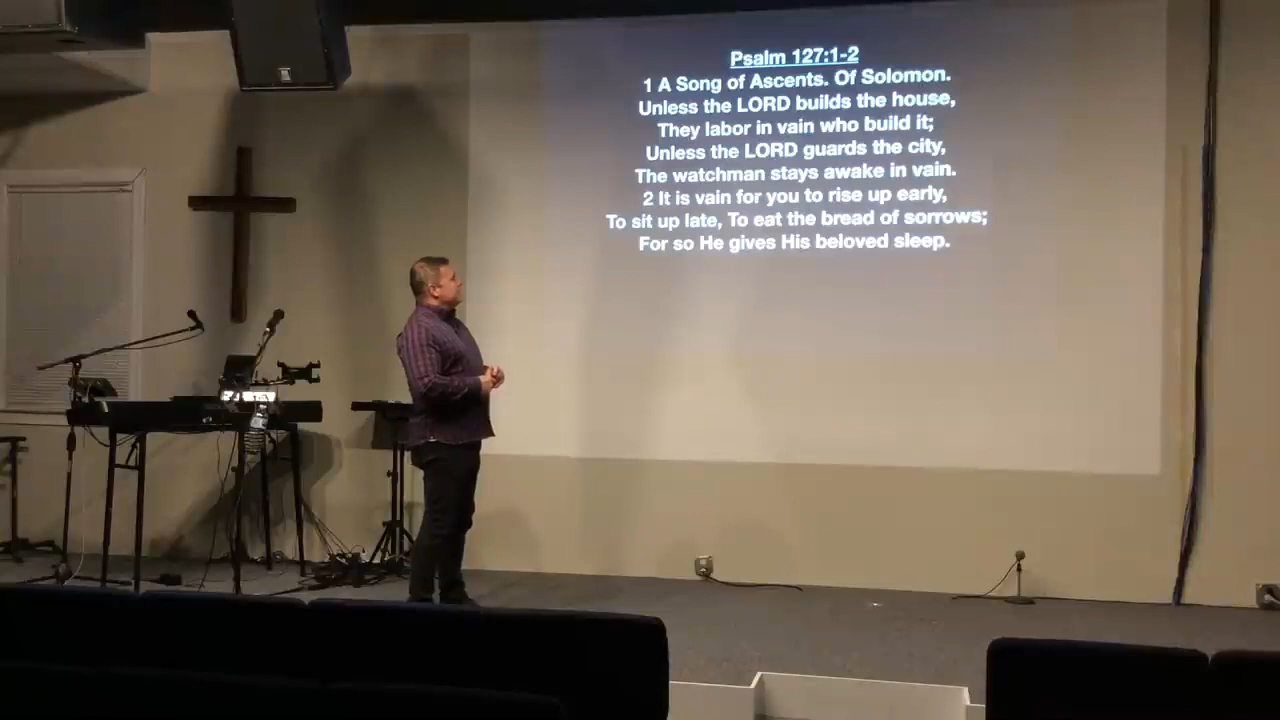 Psalm 127:1-2
1 A Song of Ascents. Of Solomon.
Unless the LORD builds the house,
They labor in vain who build it;
Unless the LORD guards the city,
The watchman stays awake in vain.
2 It is vain for you to rise up early,
To sit up late, To eat the bread of sorrows;
For so He gives His beloved sleep.